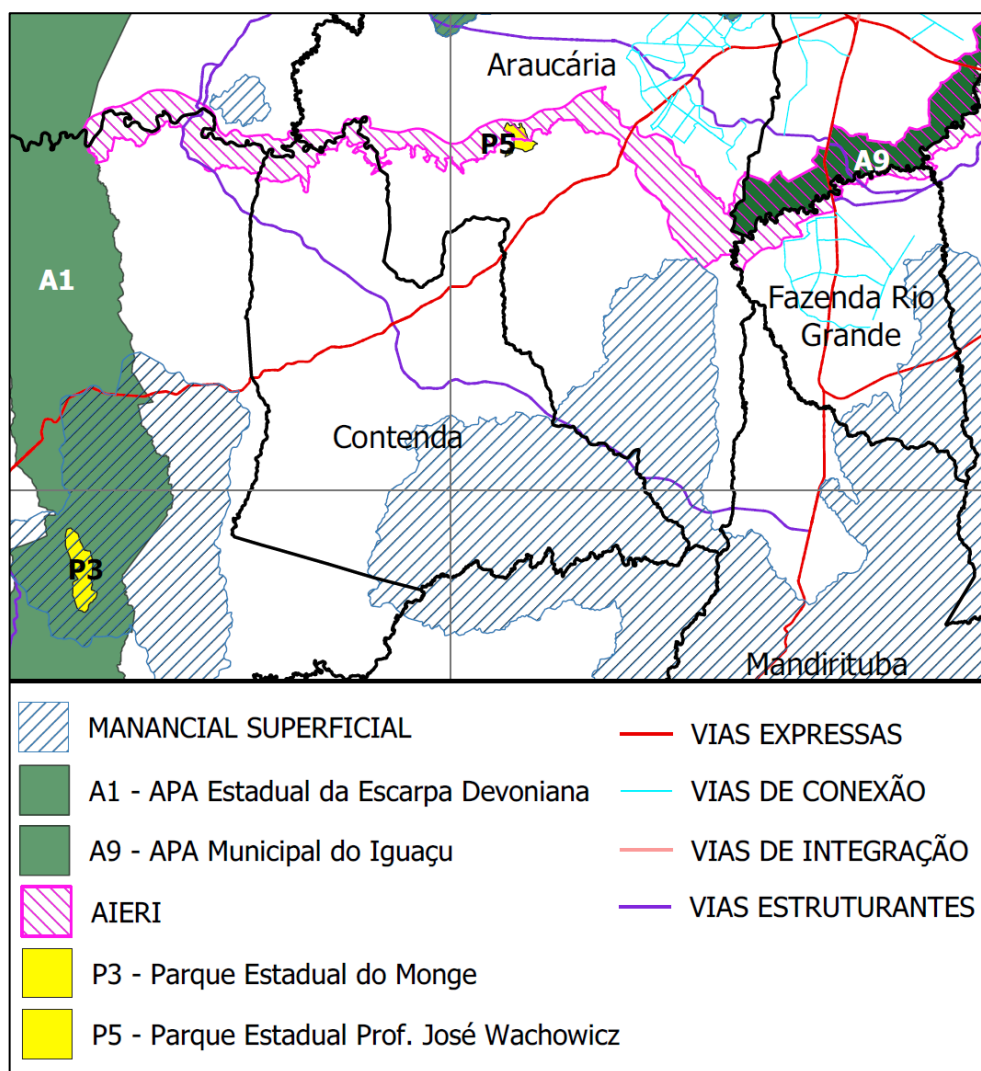 Araucária
P5
A9
A1
Fazenda Rio
Grande
Contenda
P3
Mandirituba
MANANCIAL SUPERFICIAL
A1 - APA Estadual da Escarpa Devoniana
A9 - APA Municipal do Iguaçu
AIERI
P3 - Parque Estadual do Monge
P5 - Parque Estadual Prof. José Wachowicz
VIAS EXPRESSAS
VIAS DE CONEXÃO
VIAS DE INTEGRAÇÃO
VIAS ESTRUTURANTES